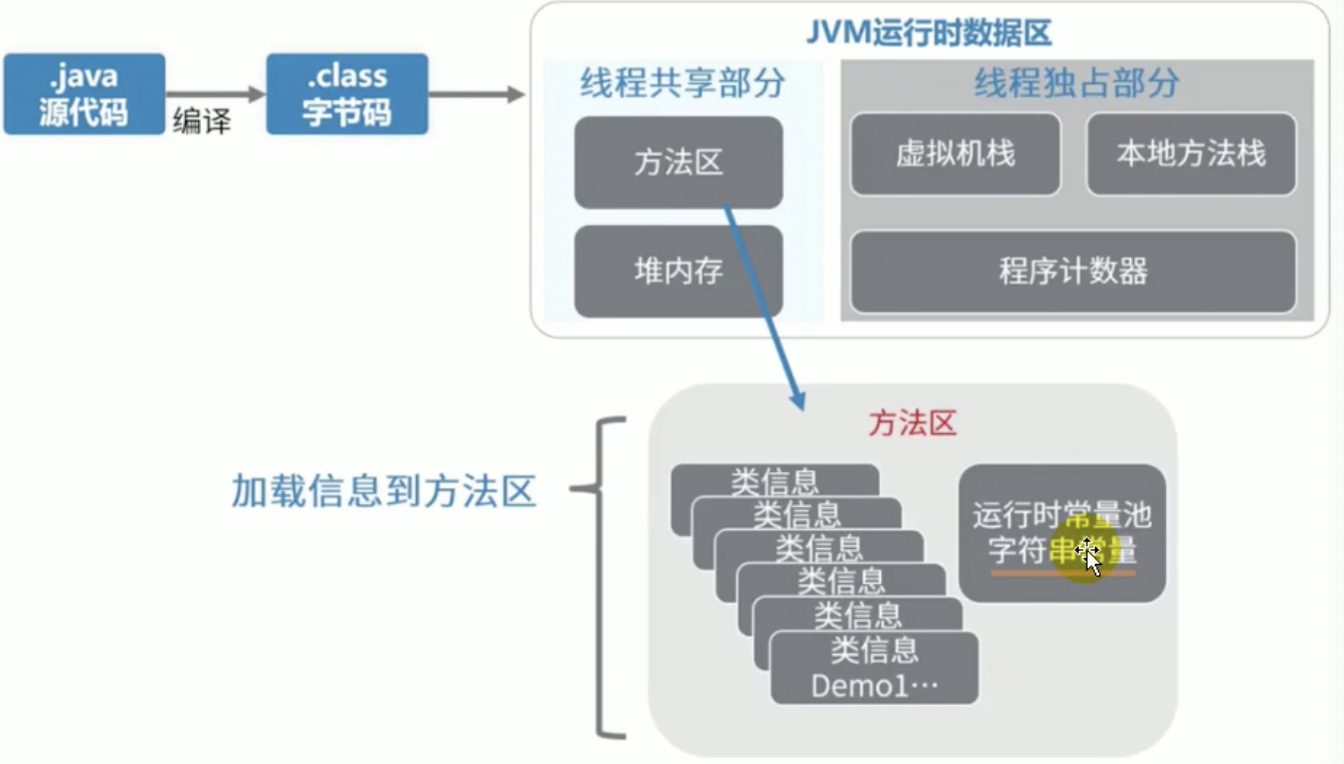 JVM运行时数据区
.java
源代码
编译
.class
字节码
线程共享部分
方法区
堆内存
线程独占部分
虚拟机栈
本地方法栈
程序计数器
加载信息到方法区
方法区
类信息
类信息
类信息
类信息
类信息
类信息
Demo1…
运行时常量池
字符串常量